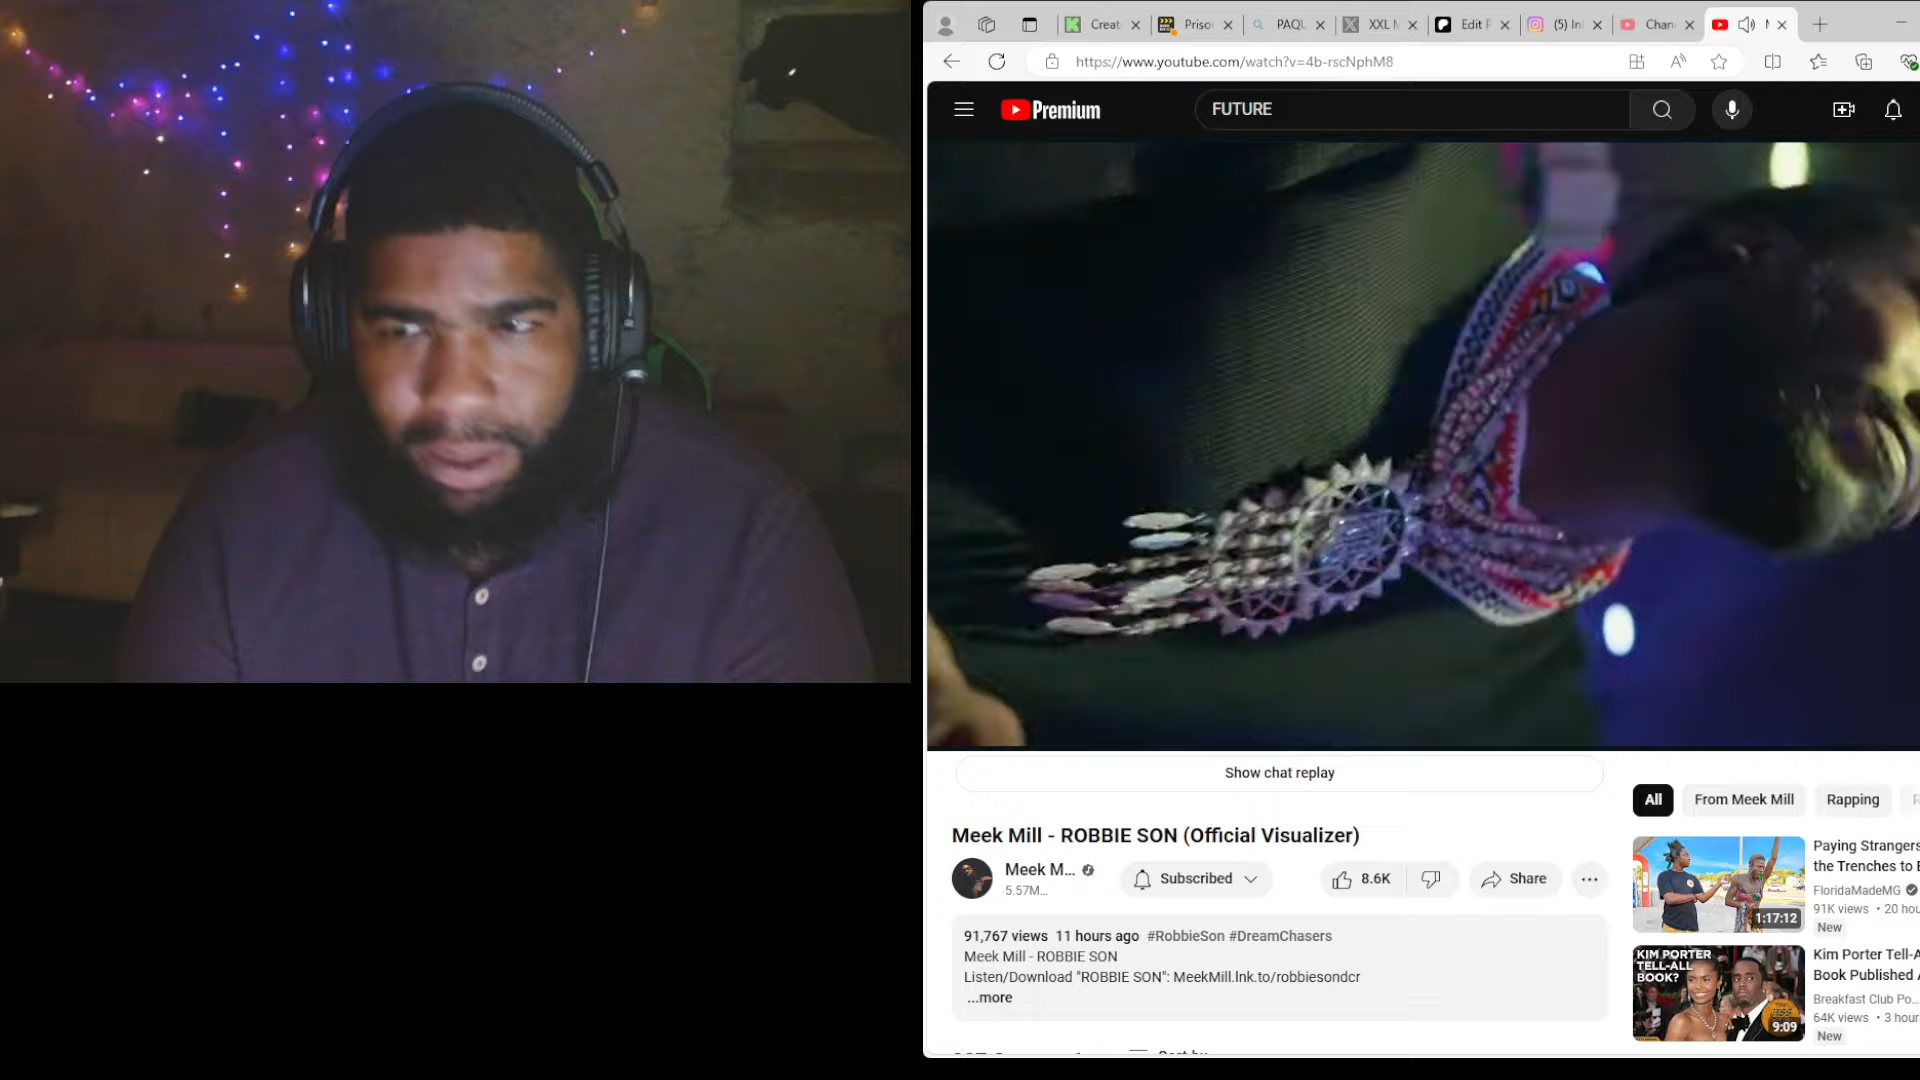 Creat
Prison
PAQU
XXL M
Edit P
(5) In
Chan
https://www.youtube.com/watch?v=4b-rscNphM8
Premium
FUTURE
Show chat replay
Meek Mill - ROBBIE SON (Official Visualizer)
Meek M...
5.57M...
Subscribed
8.6K
Share
91,767 views 11 hours ago #RobbieSon #DreamChasers
Meek Mill - ROBBIE SON
Listen/Download "ROBBIE SON": MeekMill.lnk.to/robbiesondcr
...more
All
From Meek Mill
Rapping
Paying Strangers
the Trenches to
FloridaMadeMG
91K views • 20 hou
New
1:17:12
Kim Porter Tell-A
Book Published
Breakfast Club Po...
64K views • 3 hour
New
KIM PORTER
TELL-ALL
BOOK?
9:09